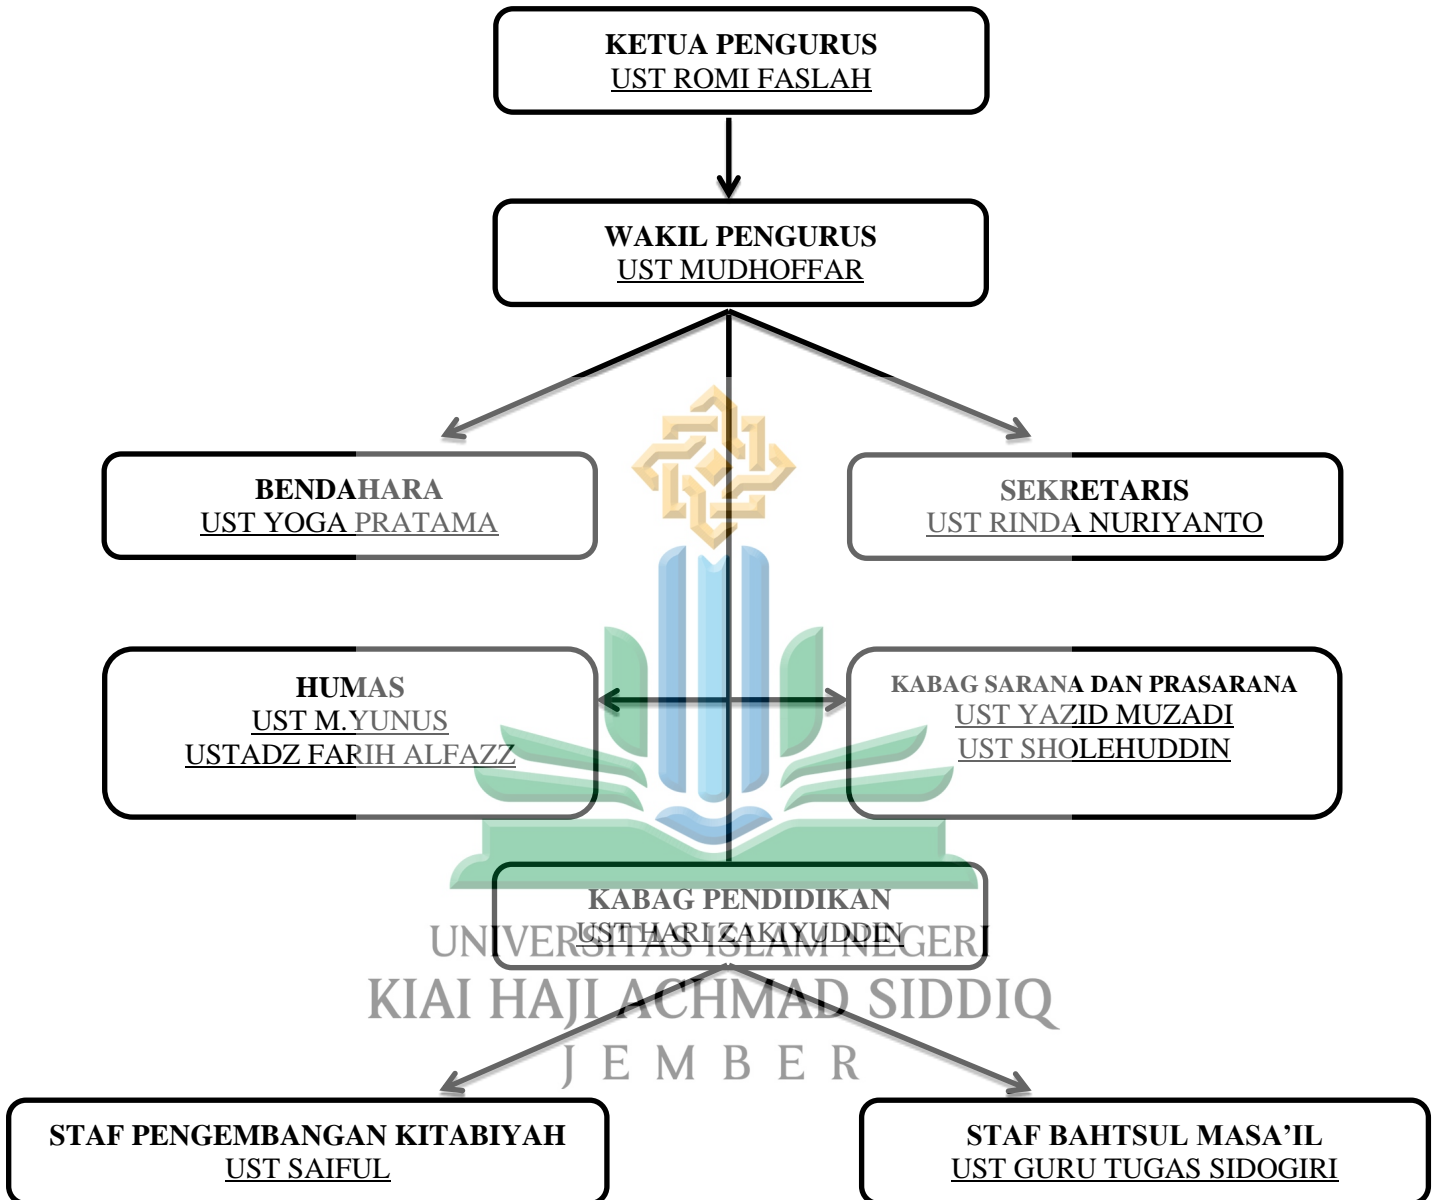 KETUA PENGURUS
UST ROMI FASLAH
WAKIL PENGURUS
UST MUDHOFFAR
BENDAHARA
UST YOGA PRATAMA
SEKRETARIS
UST RINDA NURIYANTO
HUMAS
UST M.YUNUS
USTADZ FARIH ALFAZZ
KABAG SARANA DAN PRASARANA
UST YAZID MUZADI
UST SHOLEHUDDIN
KABAG PENDIDIKAN
UST HARI ZAKIYUDDIN
UNIVERSITAS ISLAM NEGERI
KIAI HAJI ACHMAD SIDDIQ
JEMBER
STAF PENGEMBANGAN KITABIYAH
UST SAIFUL
STAF BAHTSUL MASA’IL
UST GURU TUGAS SIDOGIRI